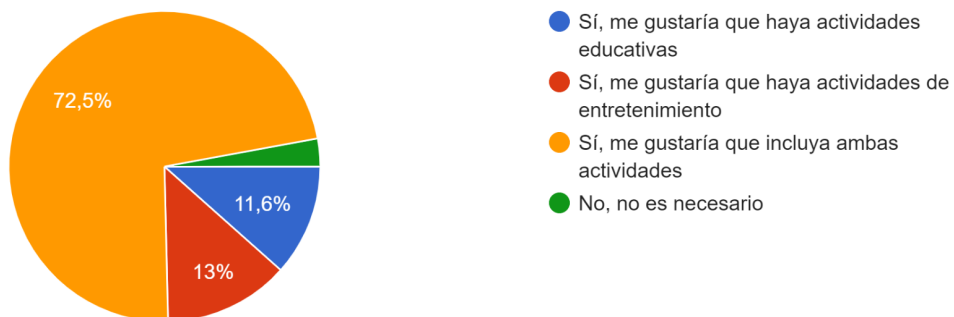 Sí, me gustaría que haya actividades
educativas
Sí, me gustaría que haya actividades de
entretenimiento
Sí, me gustaría que incluya ambas
actividades
No, no es necesario
72,5%
11,6%
13%